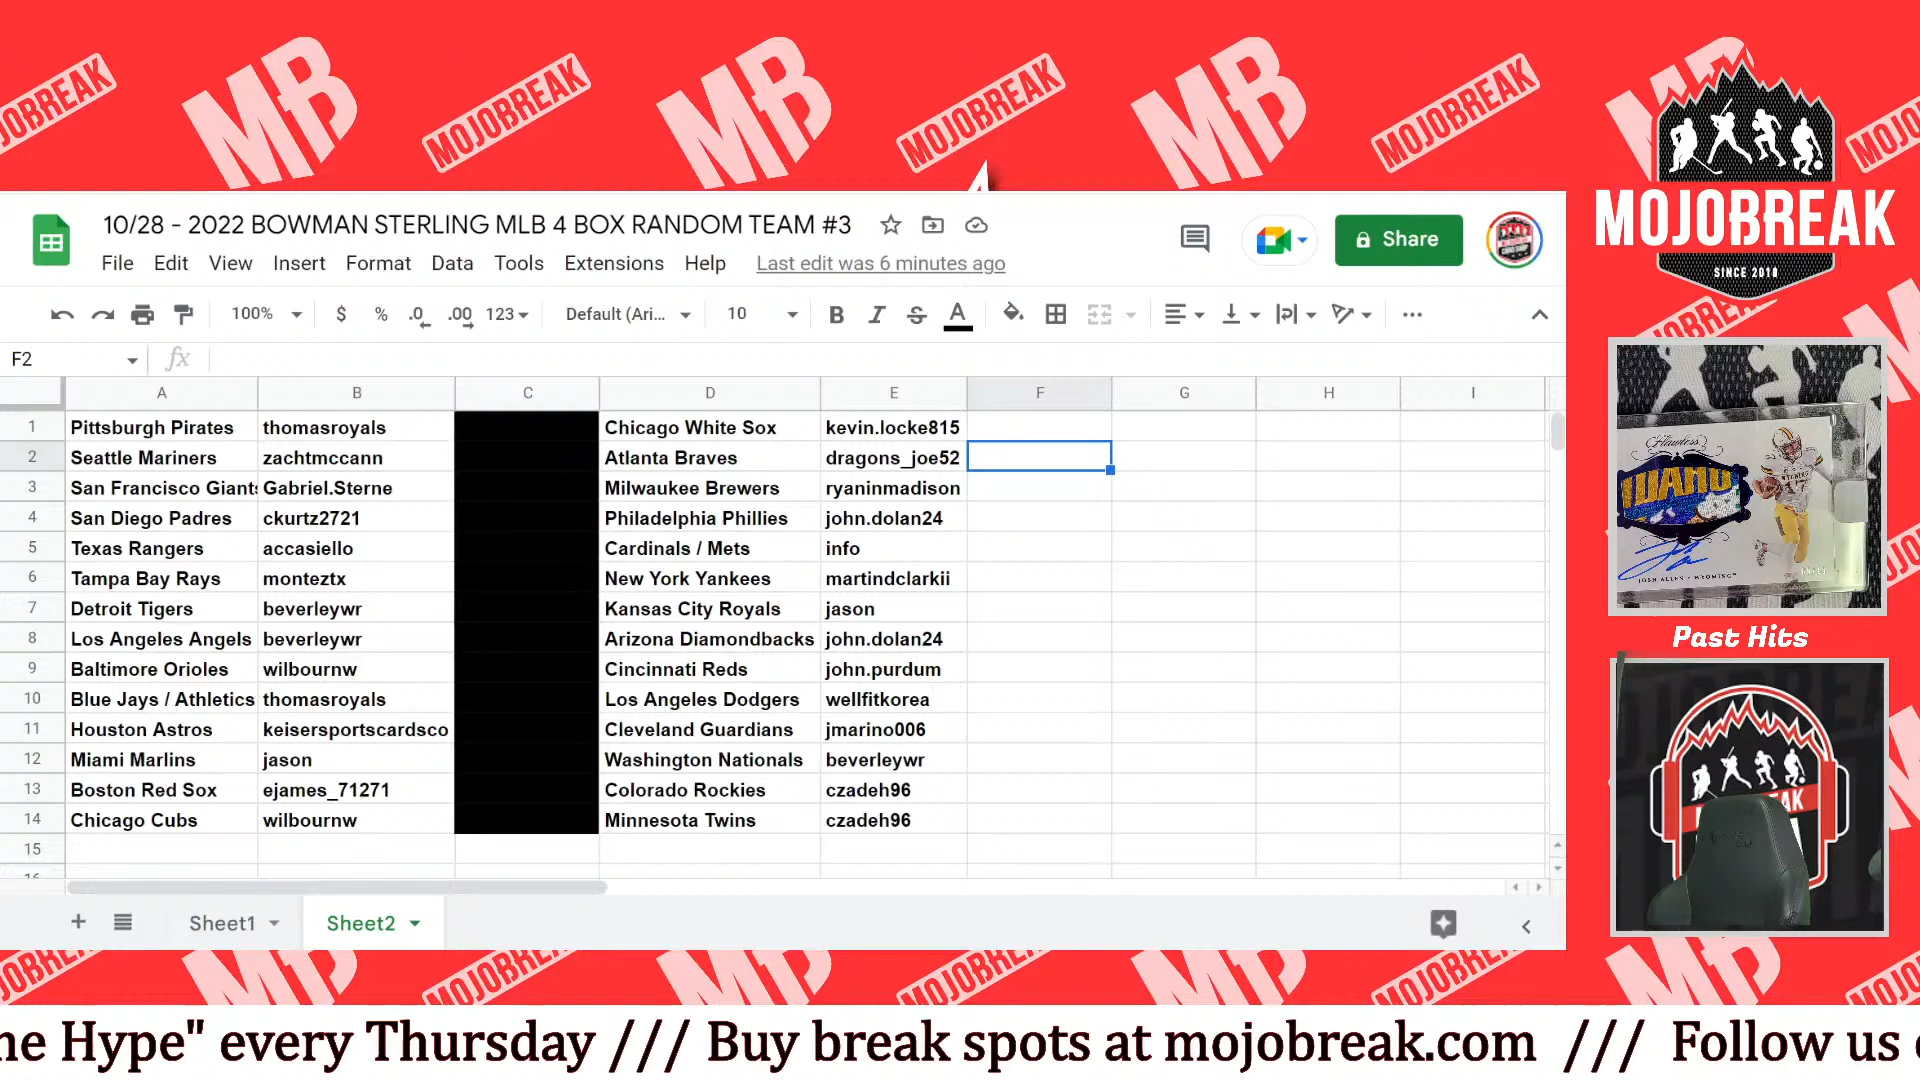 MOJOBREAK
SINCE 2018
10/28 - 2022 BOWMAN STERLING MLB 4 BOX RANDOM TEAM #3
Share
File Edit View Insert Format Data Tools Extensions Help Last edit was 6 minutes ago
100% $ % .0 .00 123 Default (Ari... 10 B I S A
F2 fx
A B C D E F G H I
1 Pittsburgh Pirates thomasroyals Chicago White Sox kevin.locke815
2 Seattle Mariners zachtmccann Atlanta Braves dragons_joe52
3 San Francisco Giants Gabriel.Sterne Milwaukee Brewers ryaninmadison
4 San Diego Padres ckurtz2721 Philadelphia Phillies john.dolan24
5 Texas Rangers accasiello Cardinals / Mets info
6 Tampa Bay Rays monteztx New York Yankees martindclarkii
7 Detroit Tigers beverleywr Kansas City Royals jason
8 Los Angeles Angels beverleywr Arizona Diamondbacks john.dolan24
9 Baltimore Orioles wilbournw Cincinnati Reds john.purdum
10 Blue Jays / Athletics thomasroyals Los Angeles Dodgers wellfitkorea
11 Houston Astros keisersportscardsco Cleveland Guardians jmarino006
12 Miami Marlins jason Washington Nationals beverleywr
13 Boston Red Sox ejames_71271 Colorado Rockies czadeh96
14 Chicago Cubs wilbournw Minnesota Twins czadeh96
15
Sheet1 Sheet2
Flawless
JOSH ALLEN • WYOMING
Past Hits
Hype" every Thursday /// Buy break spots at mojobreak.com /// Follow us